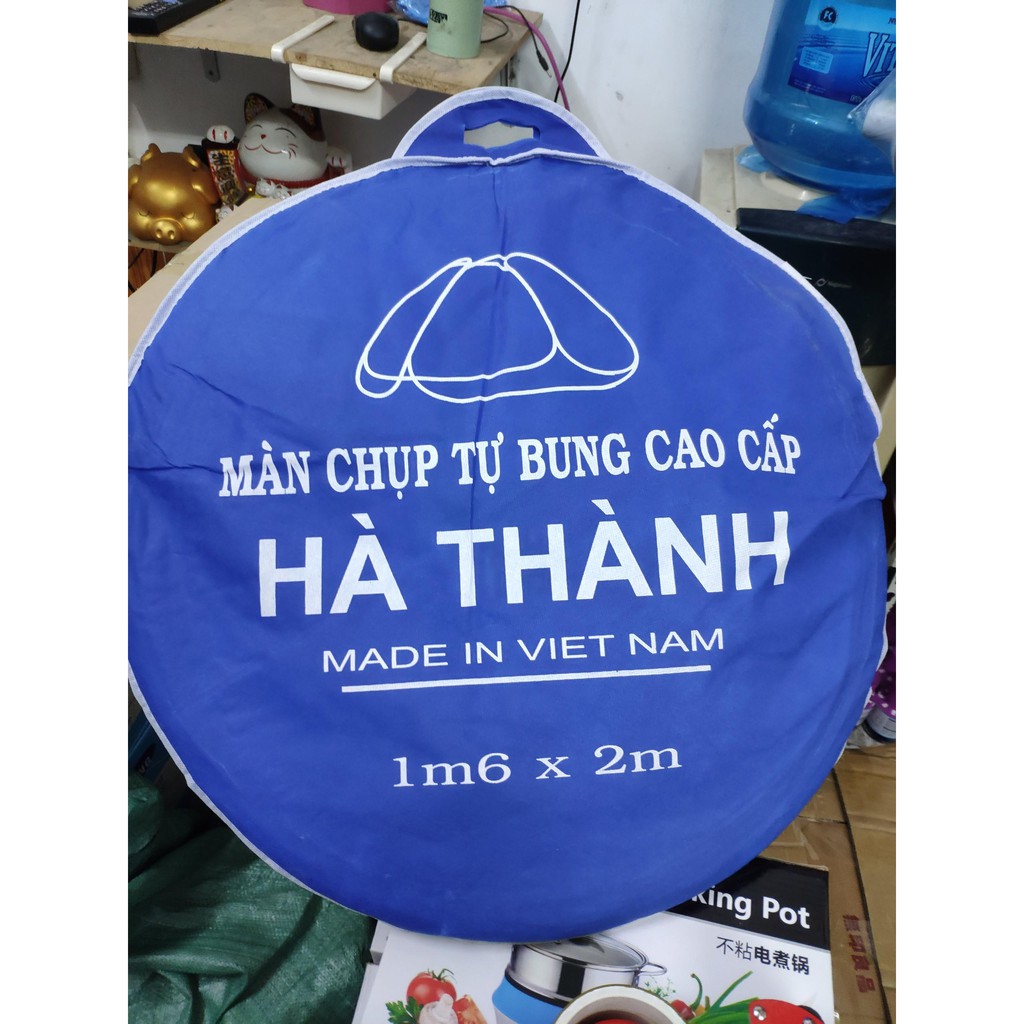 MÀN CHỤP TỰ BUNG CAO CẤP
HÀ THÀNH
MADE IN VIET NAM
1m6 x 2m
king Pot
不粘电煮锅